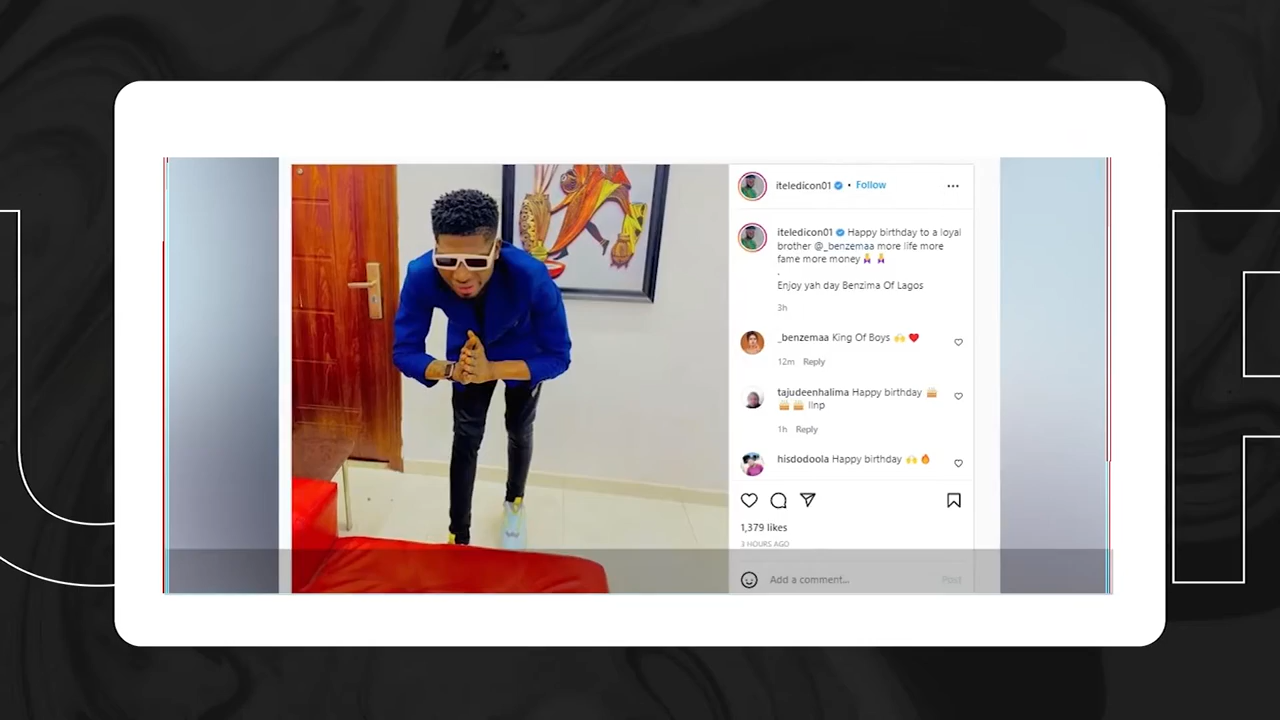 iteledicon01 • Follow
iteledicon01 Happy birthday to a loyal
brother @_benzemaa more life more
fame more money 🙏 🙏
.
Enjoy yah day Benzima Of Lagos
3h
_benzemaa King Of Boys 🙌 ❤️
12m Reply
tajudeenhalima Happy birthday 🎂
🎂 🎂 llnp
1h Reply
hisdodoola Happy birthday 🙌 🔥
1,379 likes
3 HOURS AGO
Add a comment... Post